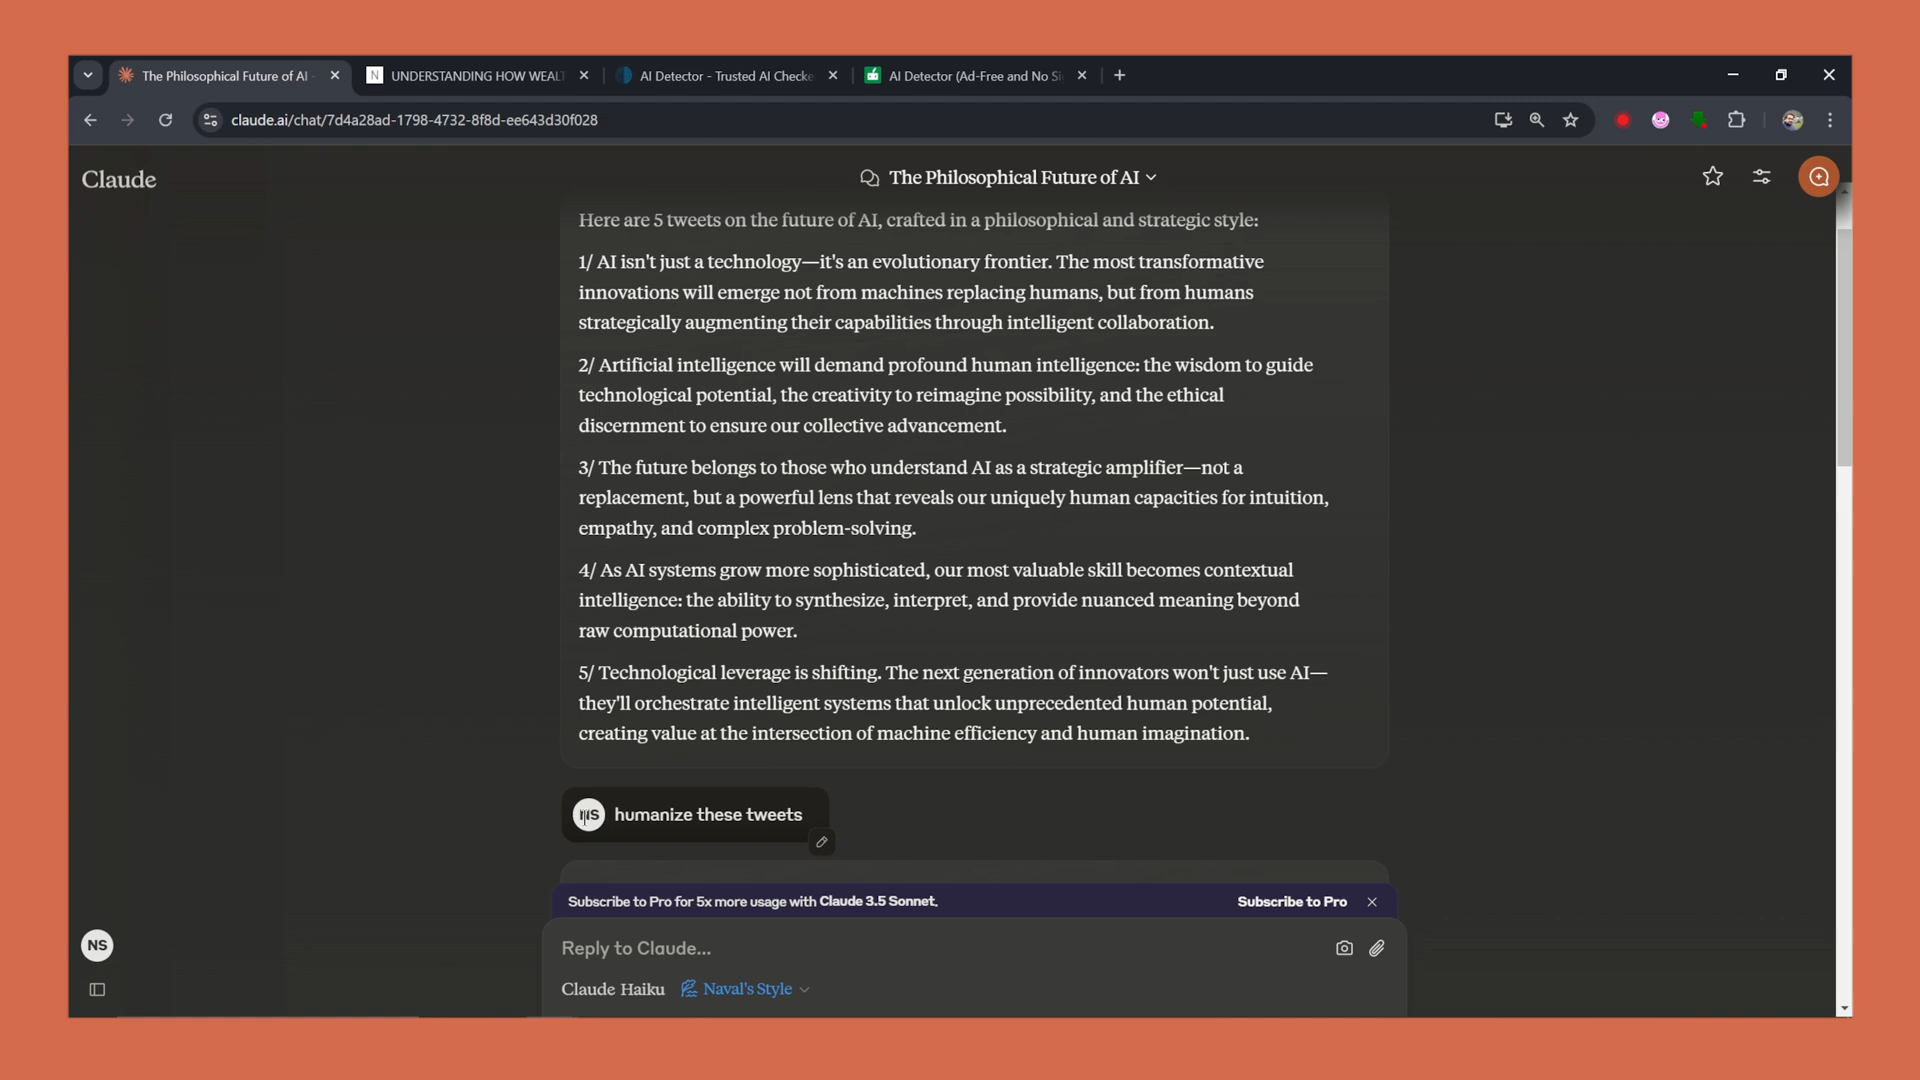 The Philosophical Future of AI -
N
UNDERSTANDING HOW WEALT
AI Detector - Trusted AI Checke
AI Detector (Ad-Free and No Si
claude.ai/chat/7d4a28ad-1798-4732-8f8d-ee643d30f028
Claude
The Philosophical Future of AI
Here are 5 tweets on the future of AI, crafted in a philosophical and strategic style:
1/ AI isn't just a technology—it's an evolutionary frontier. The most transformative
innovations will emerge not from machines replacing humans, but from humans
strategically augmenting their capabilities through intelligent collaboration.
2/ Artificial intelligence will demand profound human intelligence: the wisdom to guide
technological potential, the creativity to reimagine possibility, and the ethical
discernment to ensure our collective advancement.
3/ The future belongs to those who understand AI as a strategic amplifier—not a
replacement, but a powerful lens that reveals our uniquely human capacities for intuition,
empathy, and complex problem-solving.
4/ As AI systems grow more sophisticated, our most valuable skill becomes contextual
intelligence: the ability to synthesize, interpret, and provide nuanced meaning beyond
raw computational power.
5/ Technological leverage is shifting. The next generation of innovators won't just use AI—
they'll orchestrate intelligent systems that unlock unprecedented human potential,
creating value at the intersection of machine efficiency and human imagination.
NS humanize these tweets
Subscribe to Pro for 5x more usage with Claude 3.5 Sonnet.
Subscribe to Pro
NS
Reply to Claude...
Claude Haiku
Naval's Style